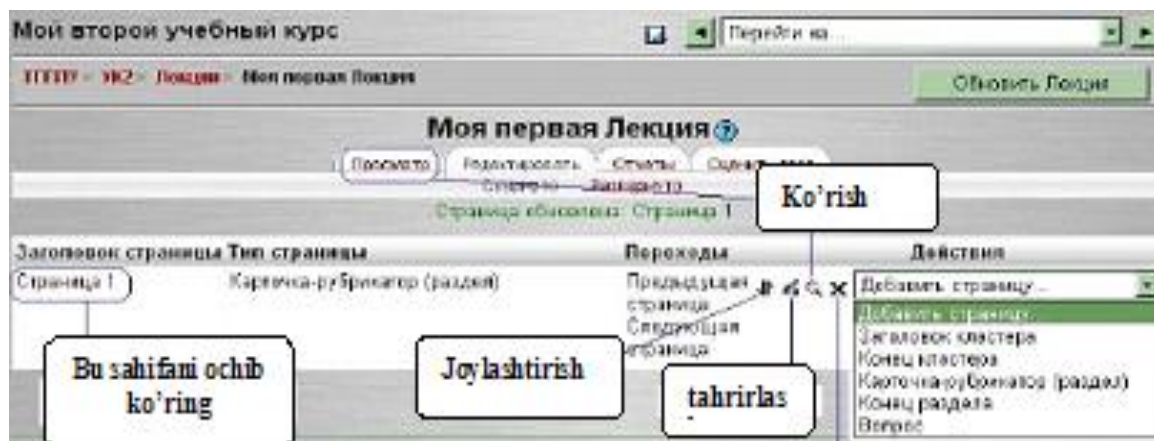 Мой второй учебный курс
Перейти на...
УК2 Лекции Моя первая Лекция
Обновить Лекция
Моя первая Лекция
Просмотр Редактировать Отчеты
Страница обновлена: Страница 1
Ko'rish
Заголовок страницы Тип страницы Переходы Действия
Страница 1 Карточка-рубрикатор (раздел) Предыдущая страница Добавить страницу...
Следующая страница
Добавить страницу...
Заголовок кластера
Конец кластера
Карточка-рубрикатор (раздел)
Конец раздела
Вопрос
Bu sahifani ochib
ko'ring
Joylashtirish
tahrirlas